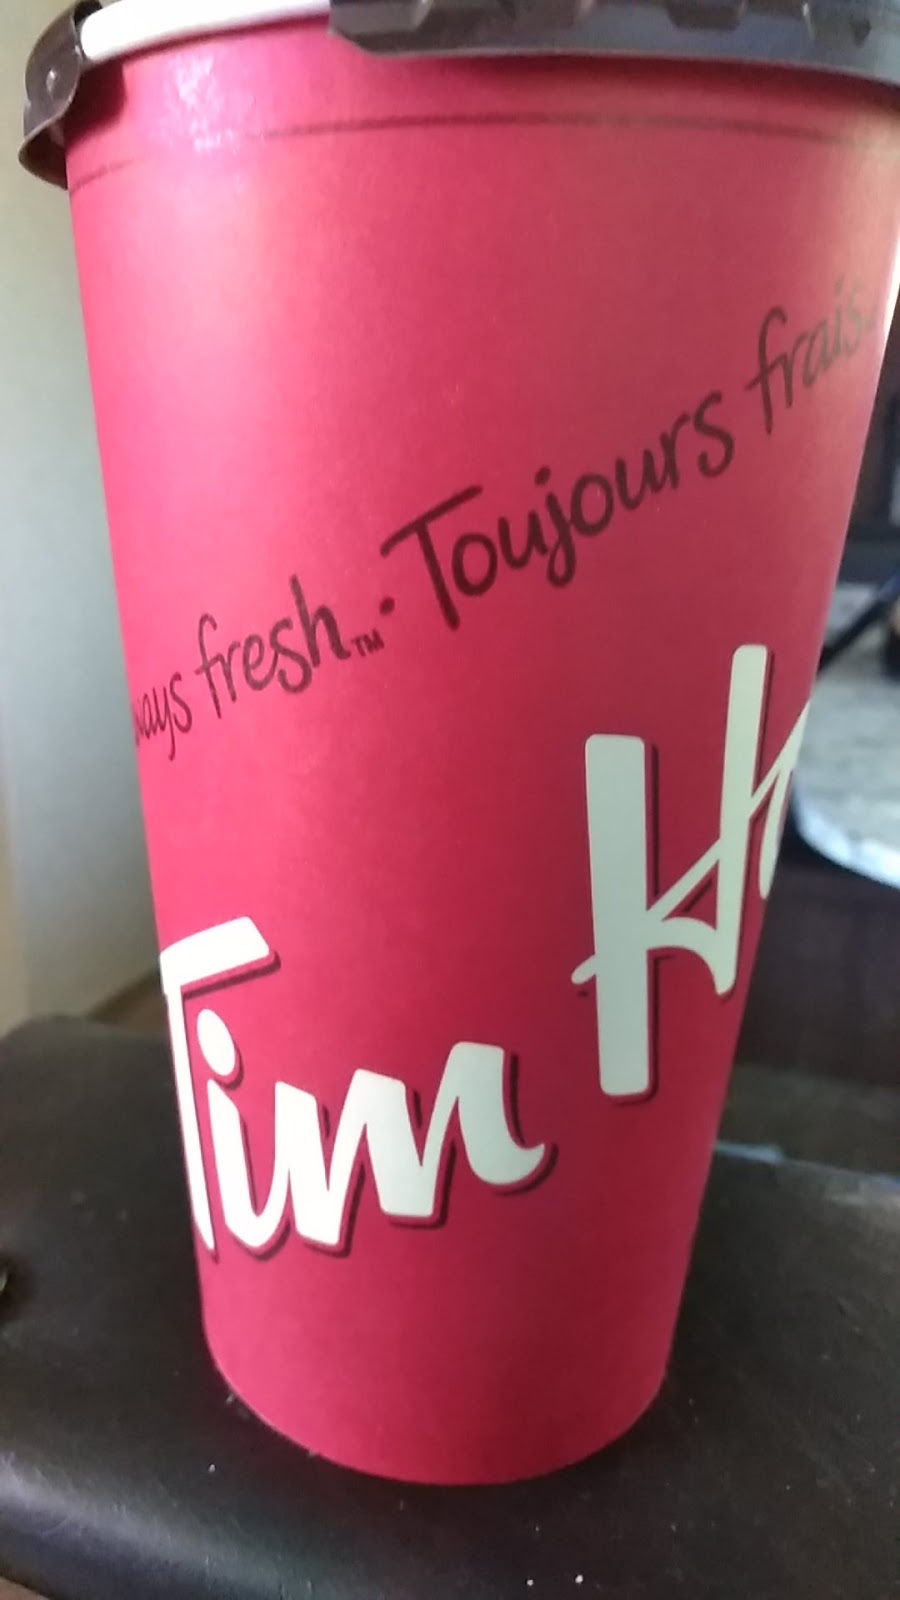 ways fresh™ · Toujours frais
Tim H